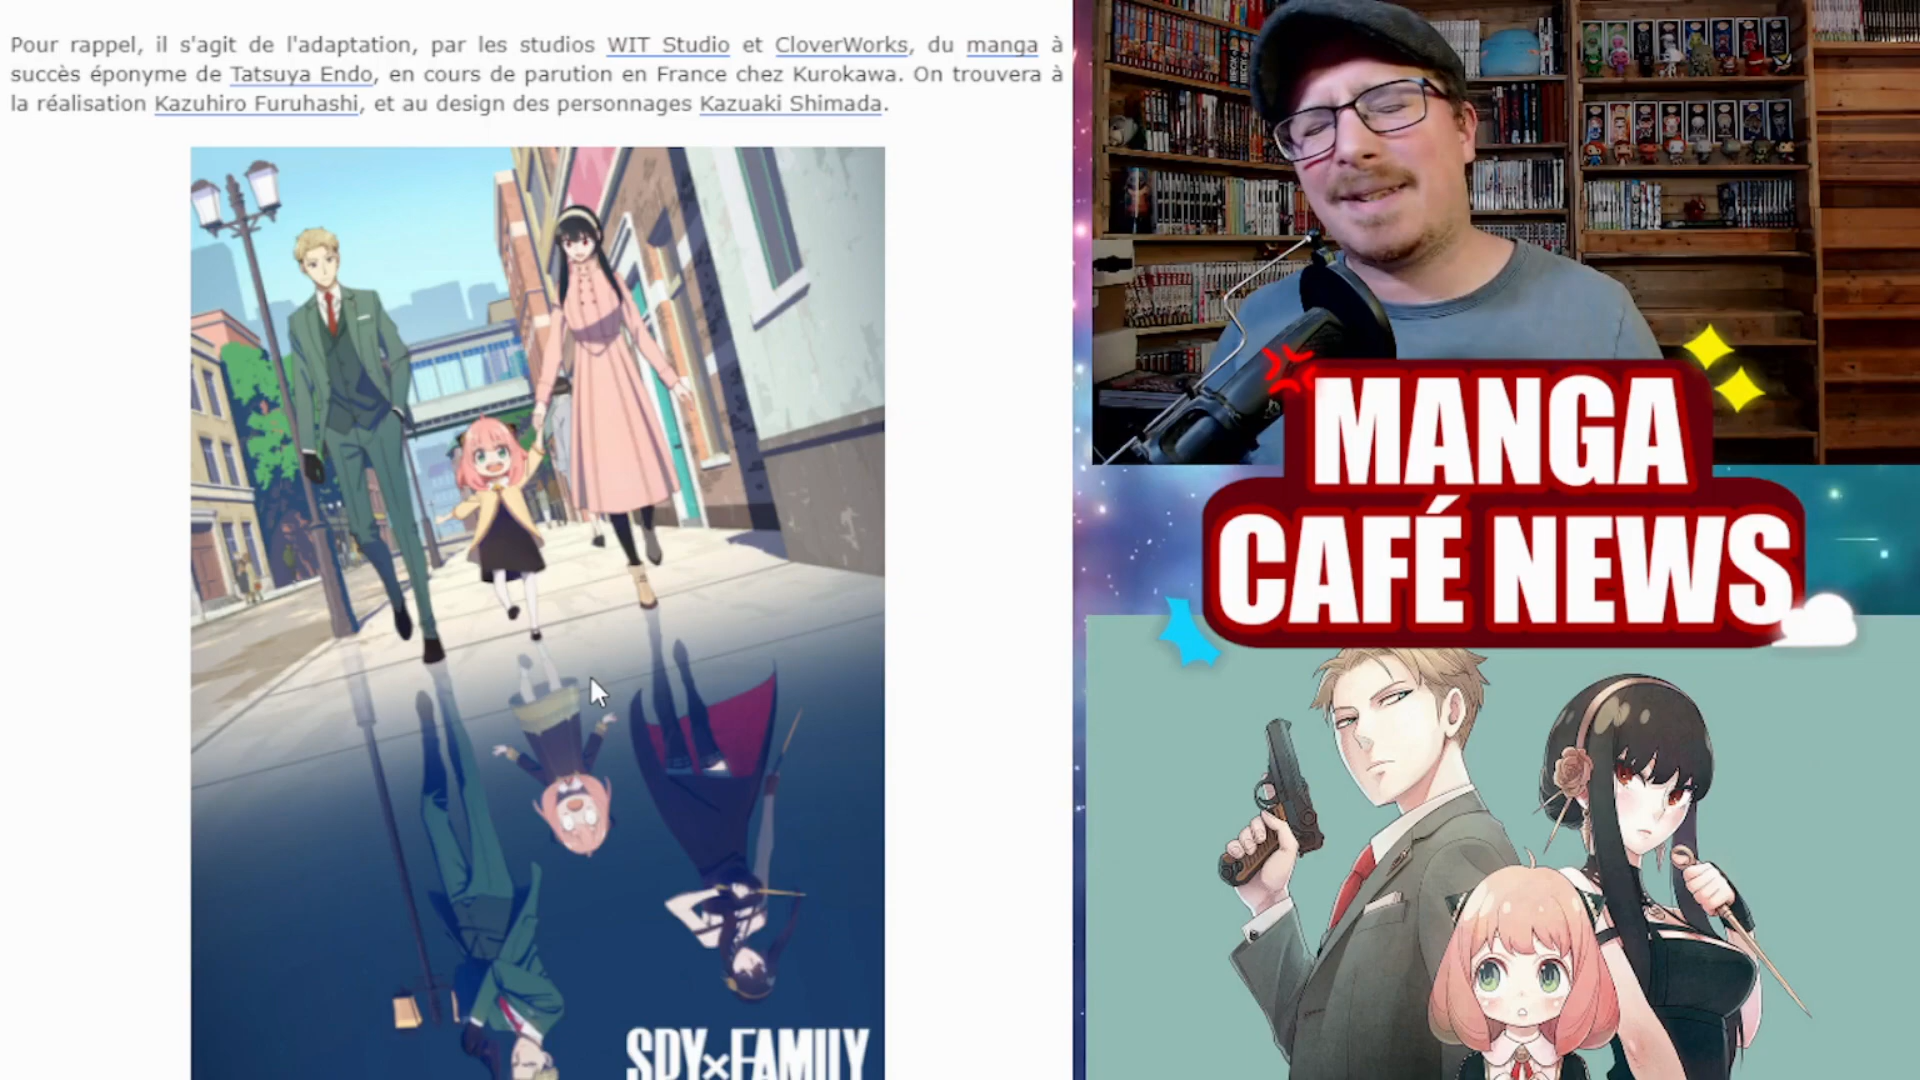 Pour rappel, il s'agit de l'adaptation, par les studios WIT Studio et CloverWorks, du manga à
succès éponyme de Tatsuya Endo, en cours de parution en France chez Kurokawa. On trouvera à
la réalisation Kazuhiro Furuhashi, et au design des personnages Kazuaki Shimada.
MANGA
CAFÉ NEWS
SPY×FAMILY